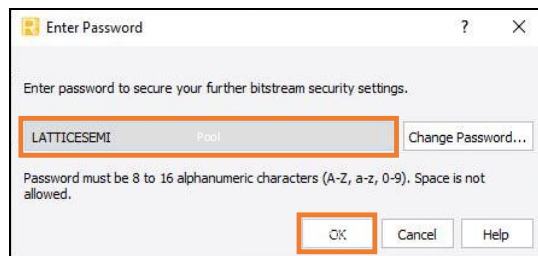 Enter Password
?
Enter password to secure your further bitstream security settings.
LATTICESEMI Pool
Change Password...
Password must be 8 to 16 alphanumeric characters (A-Z, a-z, 0-9). Space is not
allowed.
OK Cancel Help